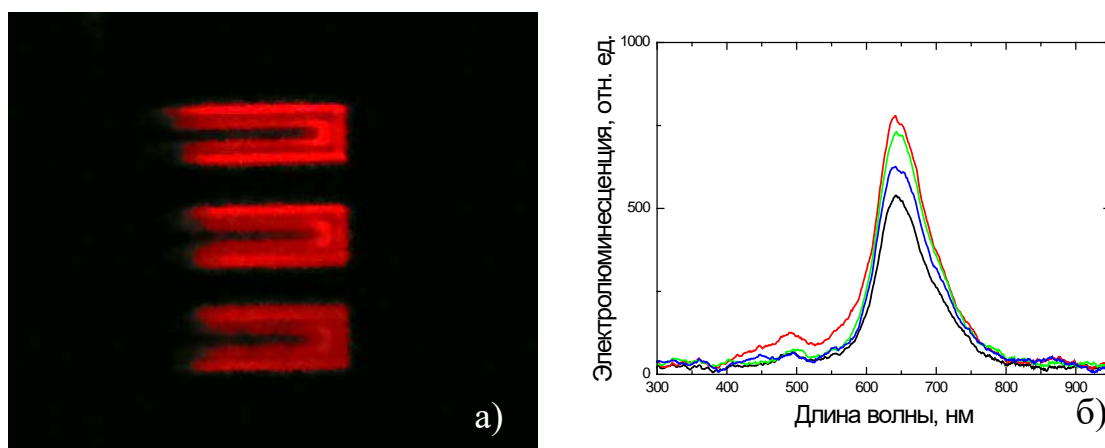 а)
Электролюминесценция, отн. ед.
1000
500
0
300 400 500 600 700 800 900
Длина волны, нм
б)